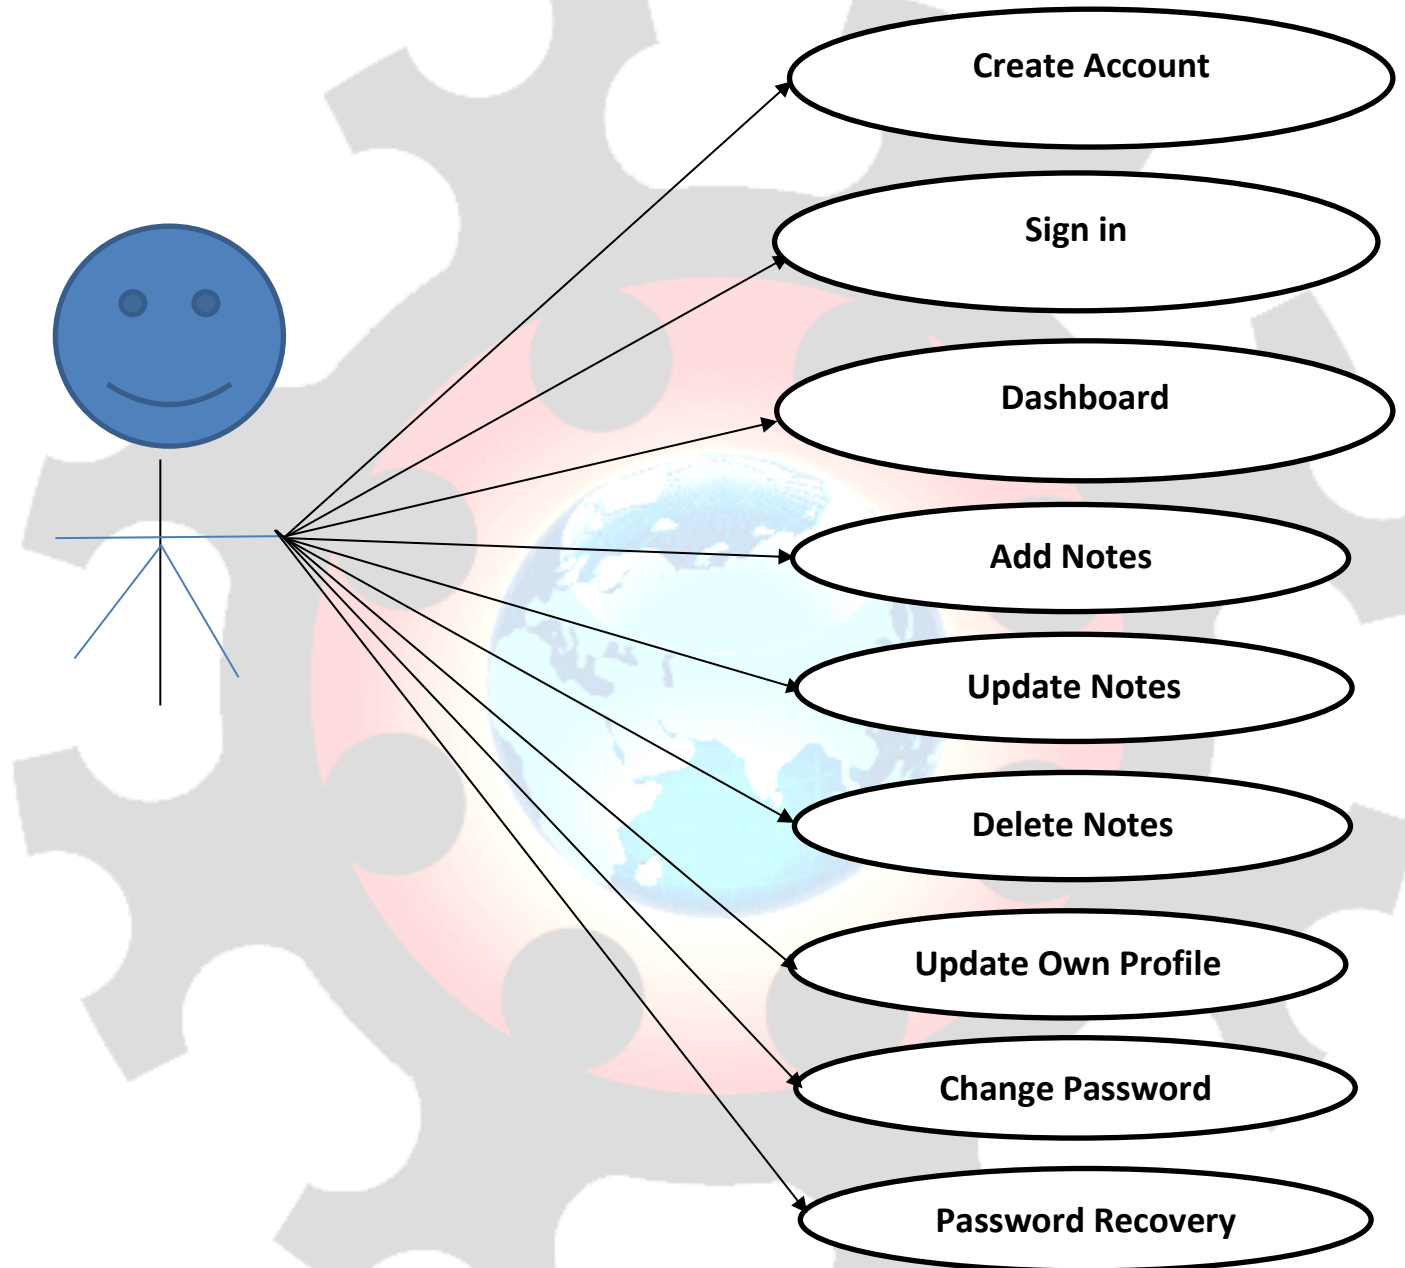 Create Account
Sign in
Dashboard
Add Notes
Update Notes
Delete Notes
Update Own Profile
Change Password
Password Recovery